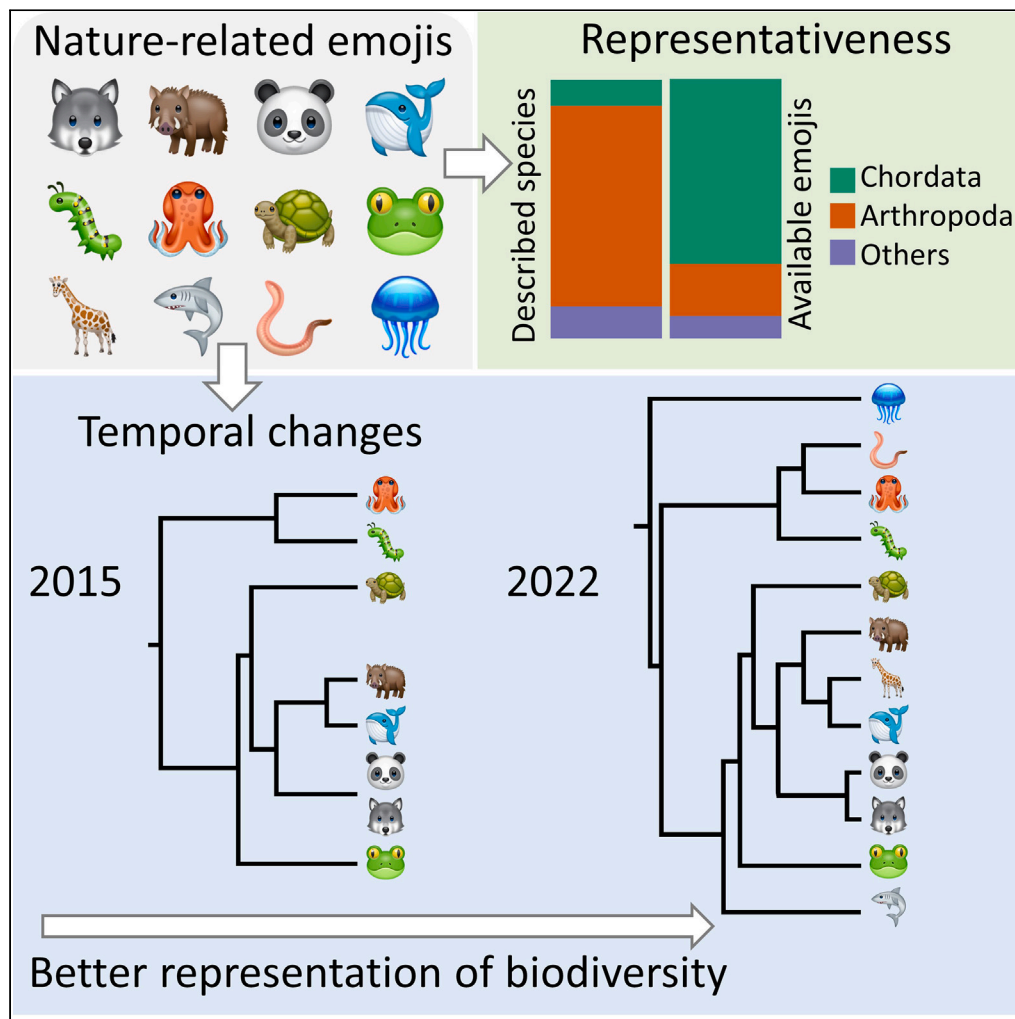 Nature-related emojis
Representativeness
Described species
Available emojis
Chordata
Arthropoda
Others
Temporal changes
2015
2022
Better representation of biodiversity